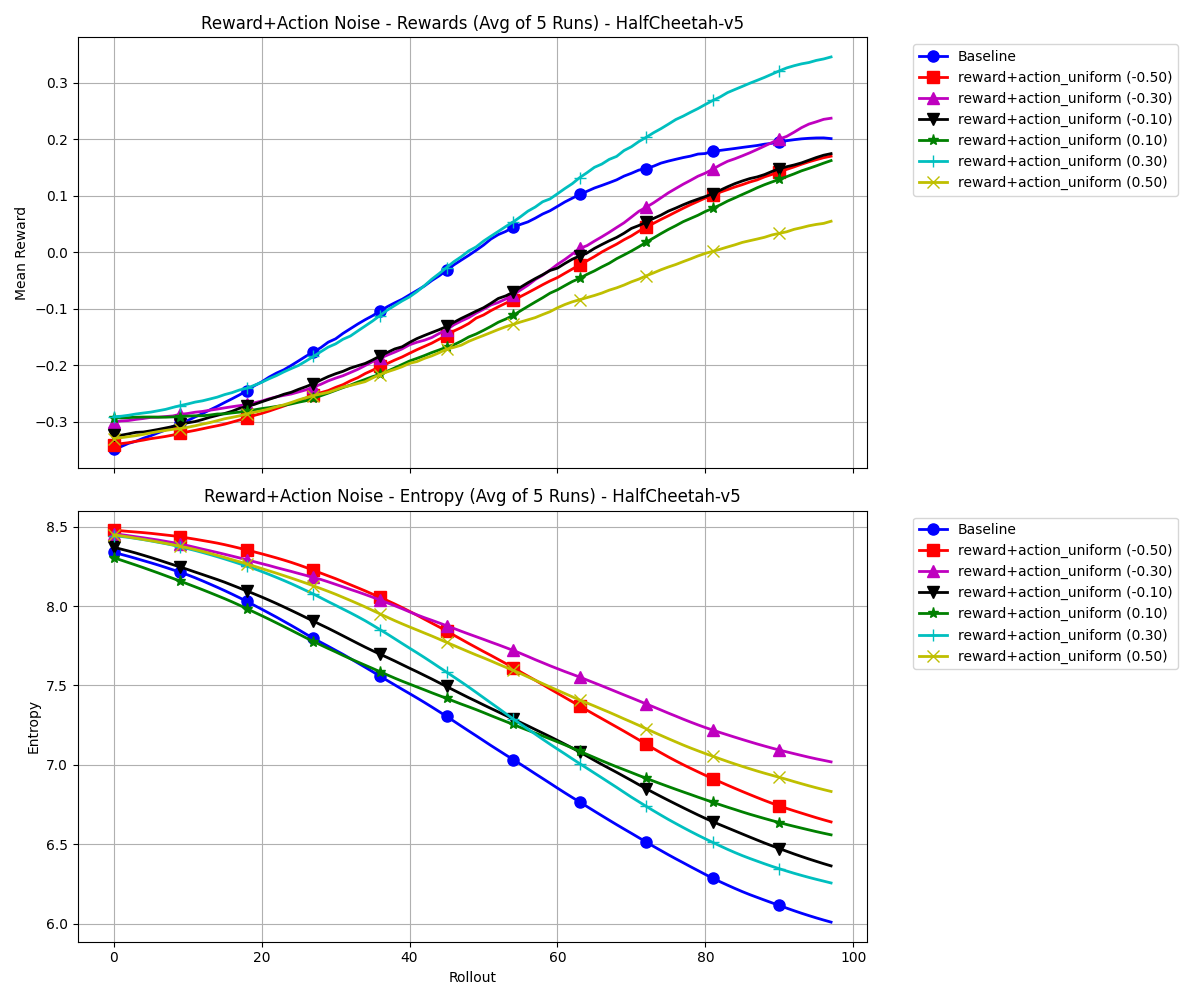 Reward+Action Noise - Rewards (Avg of 5 Runs) - HalfCheetah-v5
Mean Reward
0.3
0.2
0.1
0.0
−0.1
−0.2
−0.3
Baseline
reward+action_uniform (-0.50)
reward+action_uniform (-0.30)
reward+action_uniform (-0.10)
reward+action_uniform (0.10)
reward+action_uniform (0.30)
reward+action_uniform (0.50)
Reward+Action Noise - Entropy (Avg of 5 Runs) - HalfCheetah-v5
Entropy
8.5
8.0
7.5
7.0
6.5
6.0
0 20 40 60 80 100
Rollout
Baseline
reward+action_uniform (-0.50)
reward+action_uniform (-0.30)
reward+action_uniform (-0.10)
reward+action_uniform (0.10)
reward+action_uniform (0.30)
reward+action_uniform (0.50)